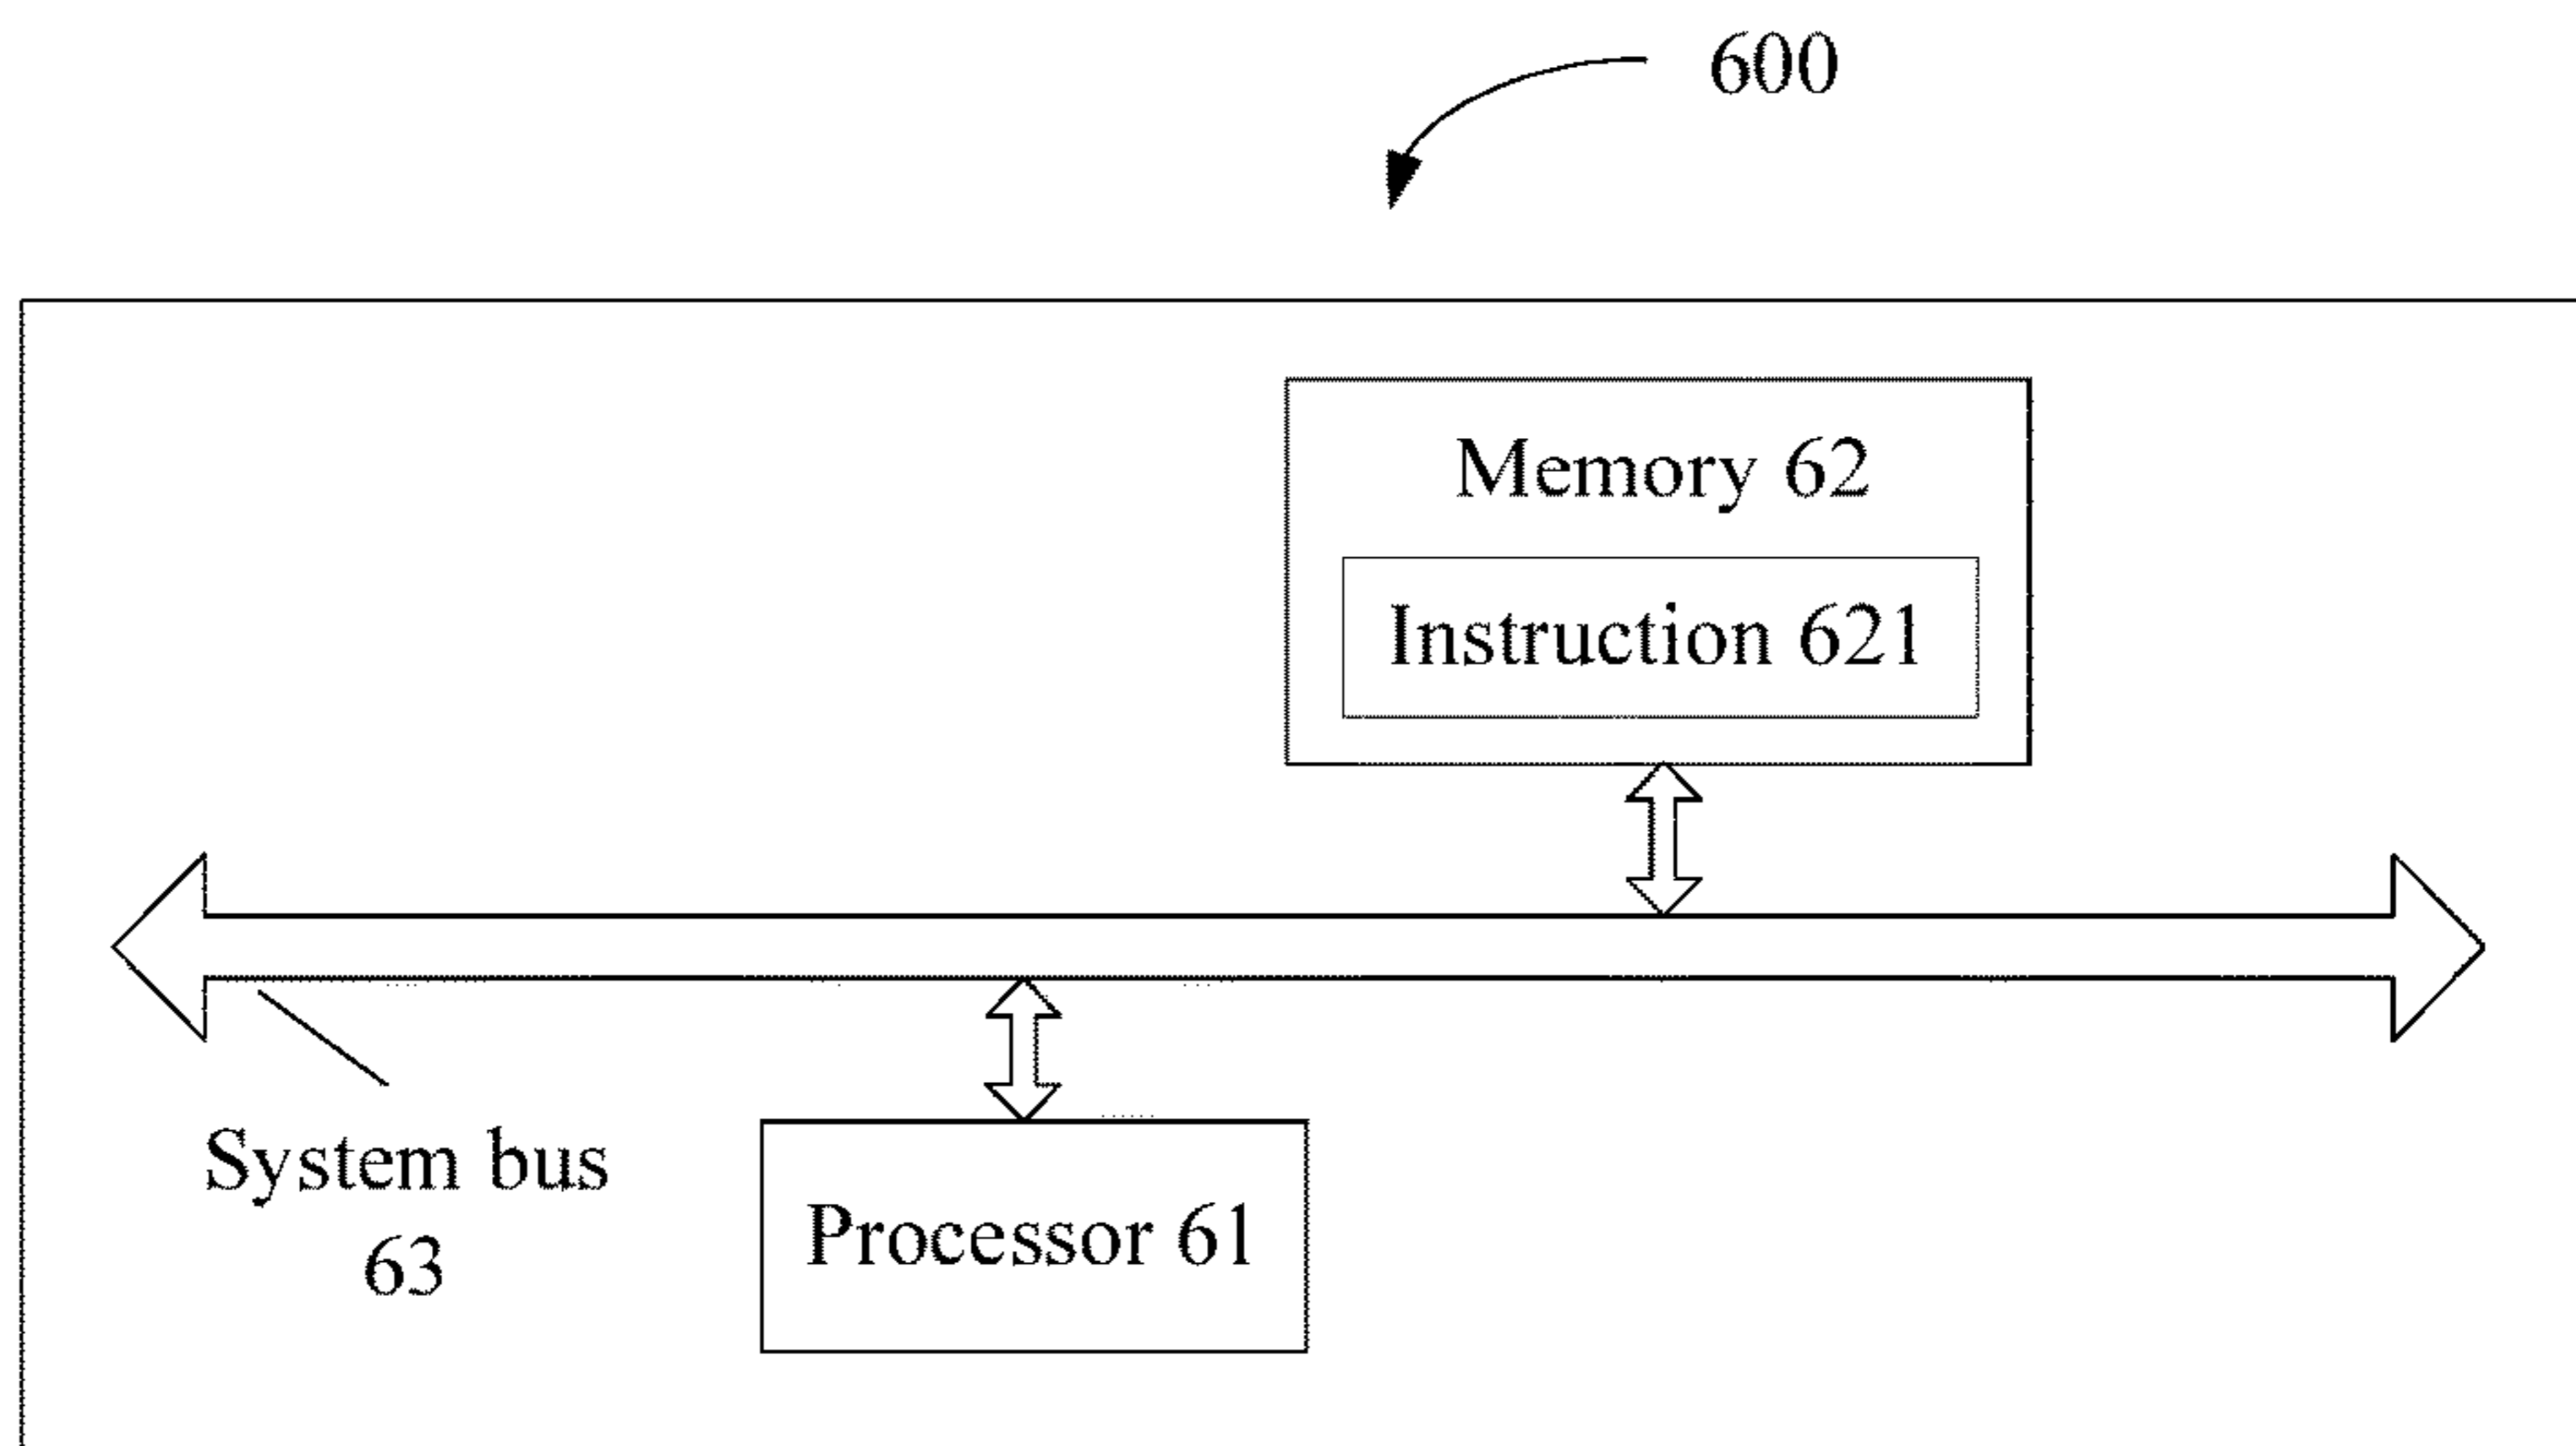 600
Memory 62
Instruction 621
System bus
63
Processor 61